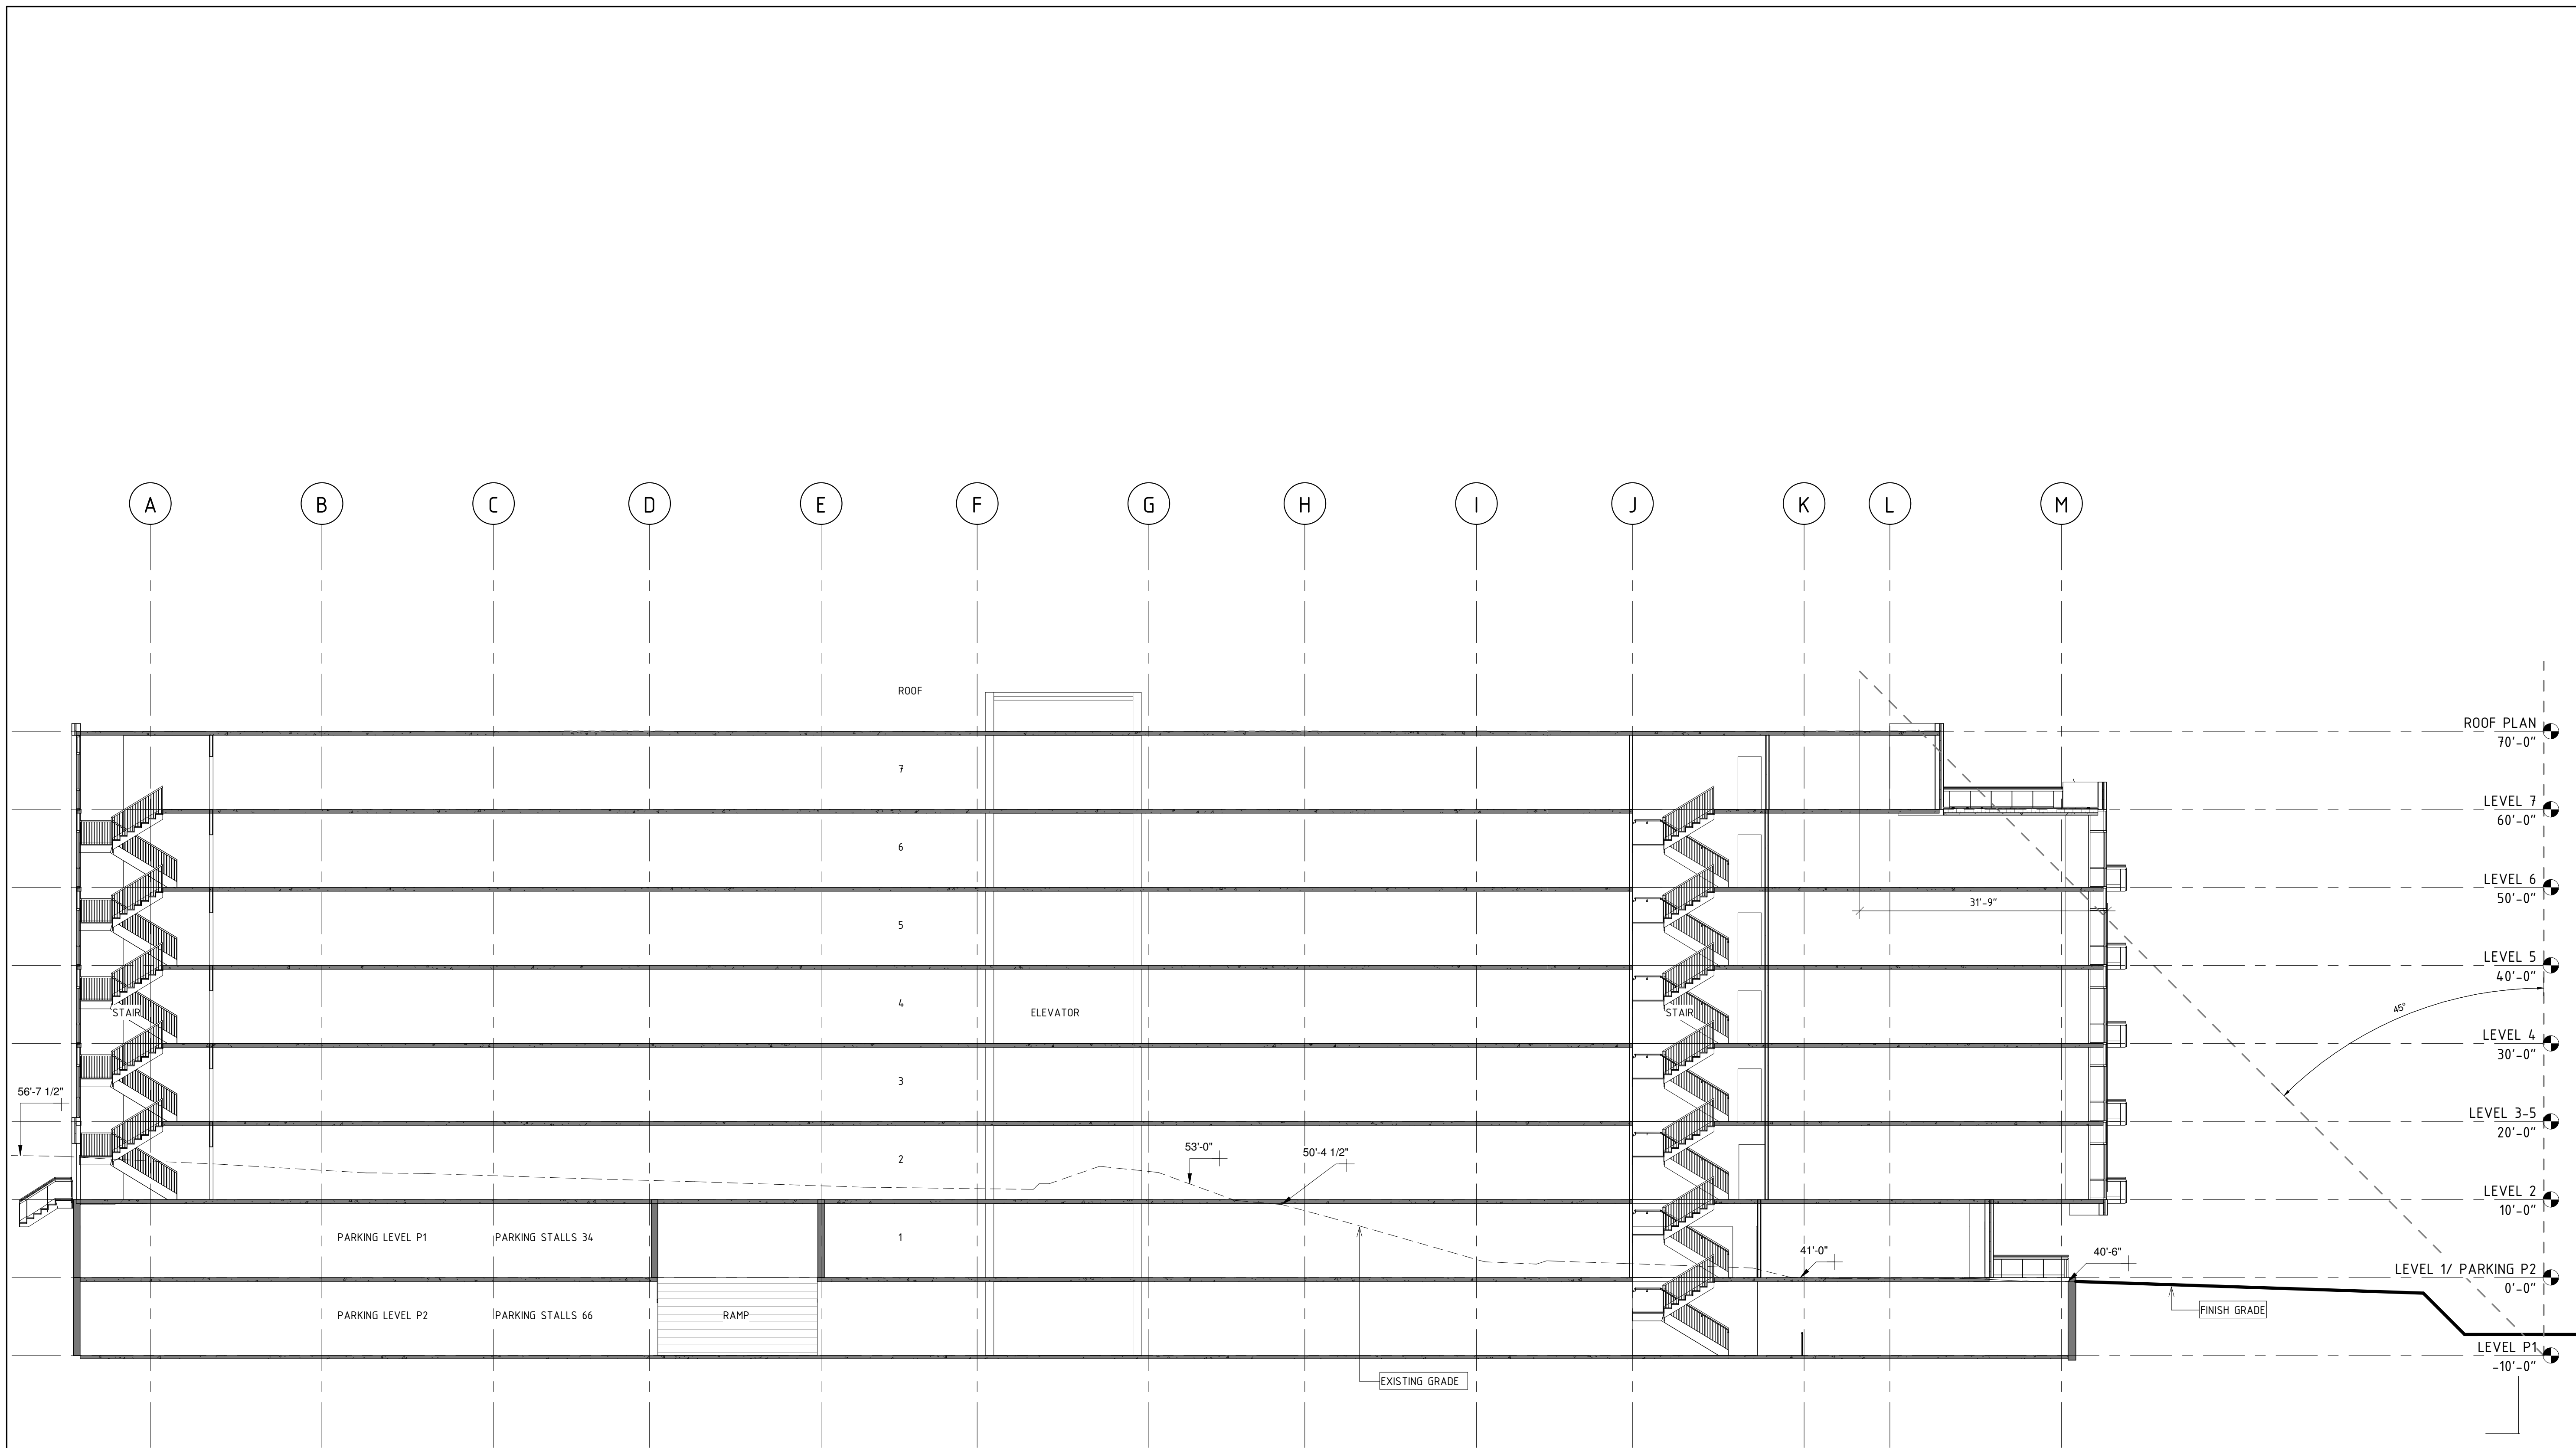 A
B
C
D
E
F
G
H
I
J
K
L
M
ROOF
ROOF PLAN
70'-0"
7
LEVEL 7
60'-0"
6
LEVEL 6
50'-0"
31'-9"
5
LEVEL 5
40'-0"
4
STAIR
ELEVATOR
STAIR
45°
LEVEL 4
30'-0"
3
56'-7 1/2"
LEVEL 3-5
20'-0"
2
53'-0"
50'-4 1/2"
LEVEL 2
10'-0"
PARKING LEVEL P1
PARKING STALLS 34
1
41'-0"
40'-6"
LEVEL 1/ PARKING P2
0'-0"
PARKING LEVEL P2
PARKING STALLS 66
RAMP
FINISH GRADE
LEVEL P1
-10'-0"
EXISTING GRADE